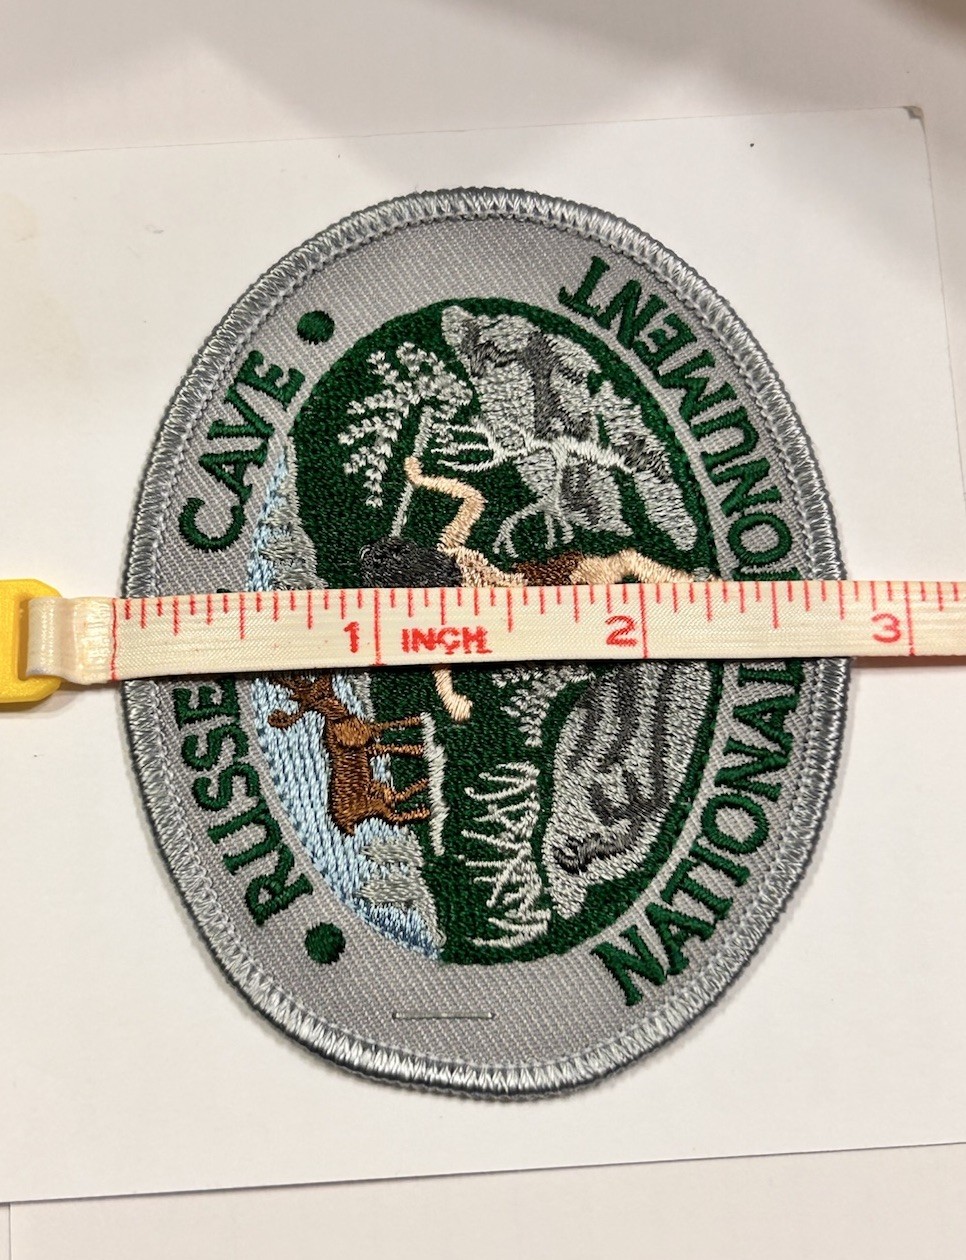 RUSSE CAVE
NATIONAL MONUMENT
1 INCH 2 3